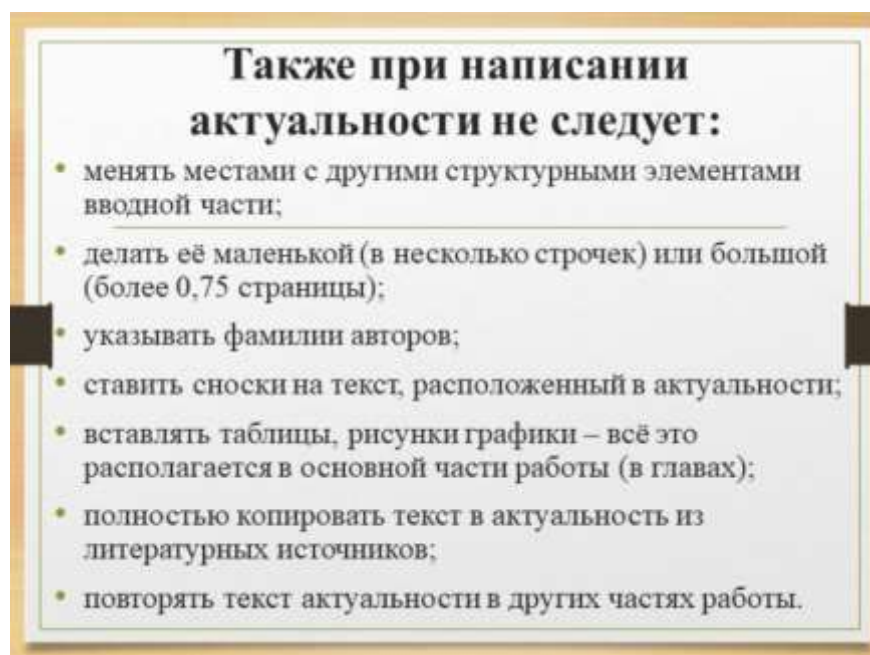 Также при написании
актуальности не следует:
• менять местами с другими структурными элементами
вводной части;
• делать её маленькой (в несколько строчек) или большой
(более 0,75 страницы);
• указывать фамилии авторов;
• ставить сноски на текст, расположенный в актуальности;
• вставлять таблицы, рисунки графики – всё это
располагается в основной части работы (в главах);
• полностью копировать текст в актуальность из
литературных источников;
• повторять текст актуальности в других частях работы.